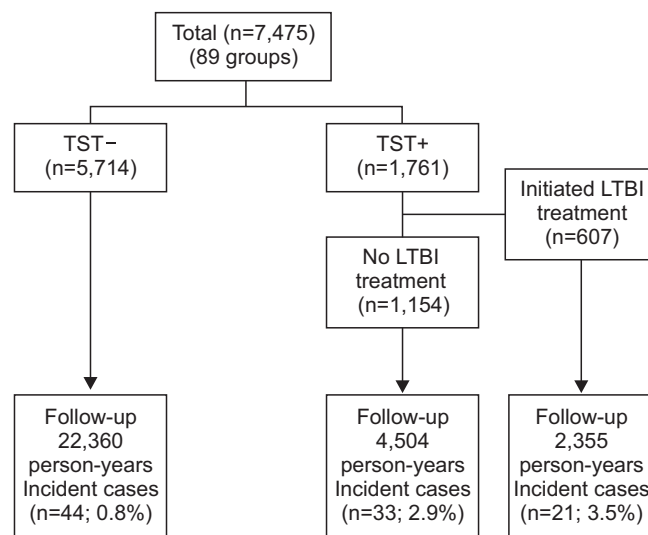 Total (n=7,475)
(89 groups)
TST−
(n=5,714)
TST+
(n=1,761)
Initiated LTBI
treatment
(n=607)
No LTBI
treatment
(n=1,154)
Follow-up
22,360
person-years
Incident cases
(n=44; 0.8%)
Follow-up
4,504
person-years
Incident cases
(n=33; 2.9%)
Follow-up
2,355
person-years
Incident cases
(n=21; 3.5%)